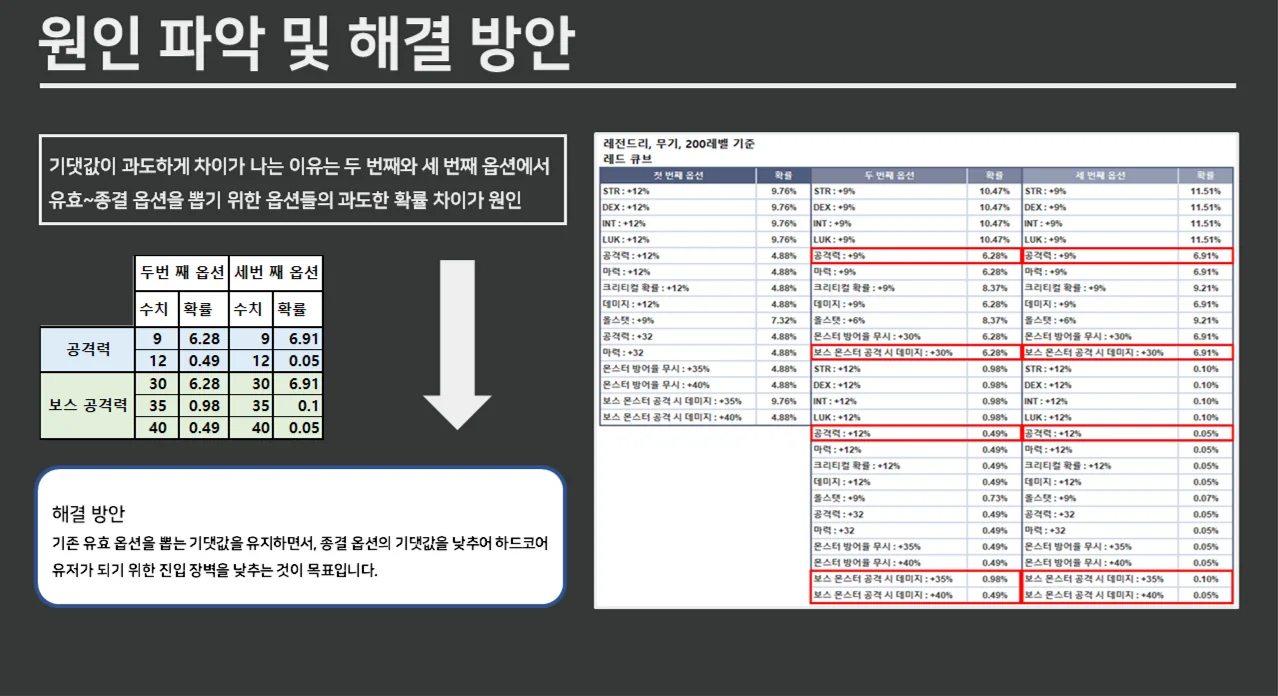 원인 파악 및 해결 방안
기댓값이 과도하게 차이가 나는 이유는 두 번째와 세 번째 옵션에서
유효~종결 옵션을 뽑기 위한 옵션들의 과도한 확률 차이가 원인
두번 째 옵션 세번 째 옵션
수치 확률 수치 확률
공격력 9 6.28 9 6.91
12 0.49 12 0.05
보스 공격력 30 6.28 30 6.91
35 0.98 35 0.1
40 0.49 40 0.05
해결 방안
기존 유효 옵션을 뽑는 기댓값을 유지하면서, 종결 옵션의 기댓값을 낮추어 하드코어
유저가 되기 위한 진입 장벽을 낮추는 것이 목표입니다.
레전드리, 무기, 200레벨 기준
레드 큐브
첫 번째 옵션 확률 두 번째 옵션 확률 세 번째 옵션 확률
STR : +12% 9.76% STR : +9% 10.47% STR : +9% 11.51%
DEX : +12% 9.76% DEX : +9% 10.47% DEX : +9% 11.51%
INT : +12% 9.76% INT : +9% 10.47% INT : +9% 11.51%
LUK : +12% 9.76% LUK : +9% 10.47% LUK : +9% 11.51%
공격력 : +12% 4.88% 공격력 : +9% 6.28% 공격력 : +9% 6.91%
마력 : +12% 4.88% 마력 : +9% 6.28% 마력 : +9% 6.91%
크리티컬 확률 : +12% 4.88% 크리티컬 확률 : +9% 8.37% 크리티컬 확률 : +9% 9.21%
데미지 : +12% 4.88% 데미지 : +9% 6.28% 데미지 : +9% 6.91%
올스탯 : +9% 7.32% 올스탯 : +6% 8.37% 올스탯 : +6% 9.21%
공격력 : +32 4.88% 몬스터 방어율 무시 : +30% 6.28% 몬스터 방어율 무시 : +30% 6.91%
마력 : +32 4.88% 보스 몬스터 공격 시 데미지 : +30% 6.28% 보스 몬스터 공격 시 데미지 : +30% 6.91%
몬스터 방어율 무시 : +35% 4.88% STR : +12% 0.98% STR : +12% 0.10%
몬스터 방어율 무시 : +40% 4.88% DEX : +12% 0.98% DEX : +12% 0.10%
보스 몬스터 공격 시 데미지 : +35% 9.76% INT : +12% 0.98% INT : +12% 0.10%
보스 몬스터 공격 시 데미지 : +40% 4.88% LUK : +12% 0.98% LUK : +12% 0.10%
공격력 : +12% 0.49% 공격력 : +12% 0.05%
마력 : +12% 0.49% 마력 : +12% 0.05%
크리티컬 확률 : +12% 0.49% 크리티컬 확률 : +12% 0.05%
데미지 : +12% 0.49% 데미지 : +12% 0.05%
올스탯 : +9% 0.73% 올스탯 : +9% 0.07%
공격력 : +32 0.49% 공격력 : +32 0.05%
마력 : +32 0.49% 마력 : +32 0.05%
몬스터 방어율 무시 : +35% 0.49% 몬스터 방어율 무시 : +35% 0.05%
몬스터 방어율 무시 : +40% 0.49% 몬스터 방어율 무시 : +40% 0.05%
보스 몬스터 공격 시 데미지 : +35% 0.98% 보스 몬스터 공격 시 데미지 : +35% 0.10%
보스 몬스터 공격 시 데미지 : +40% 0.49% 보스 몬스터 공격 시 데미지 : +40% 0.05%